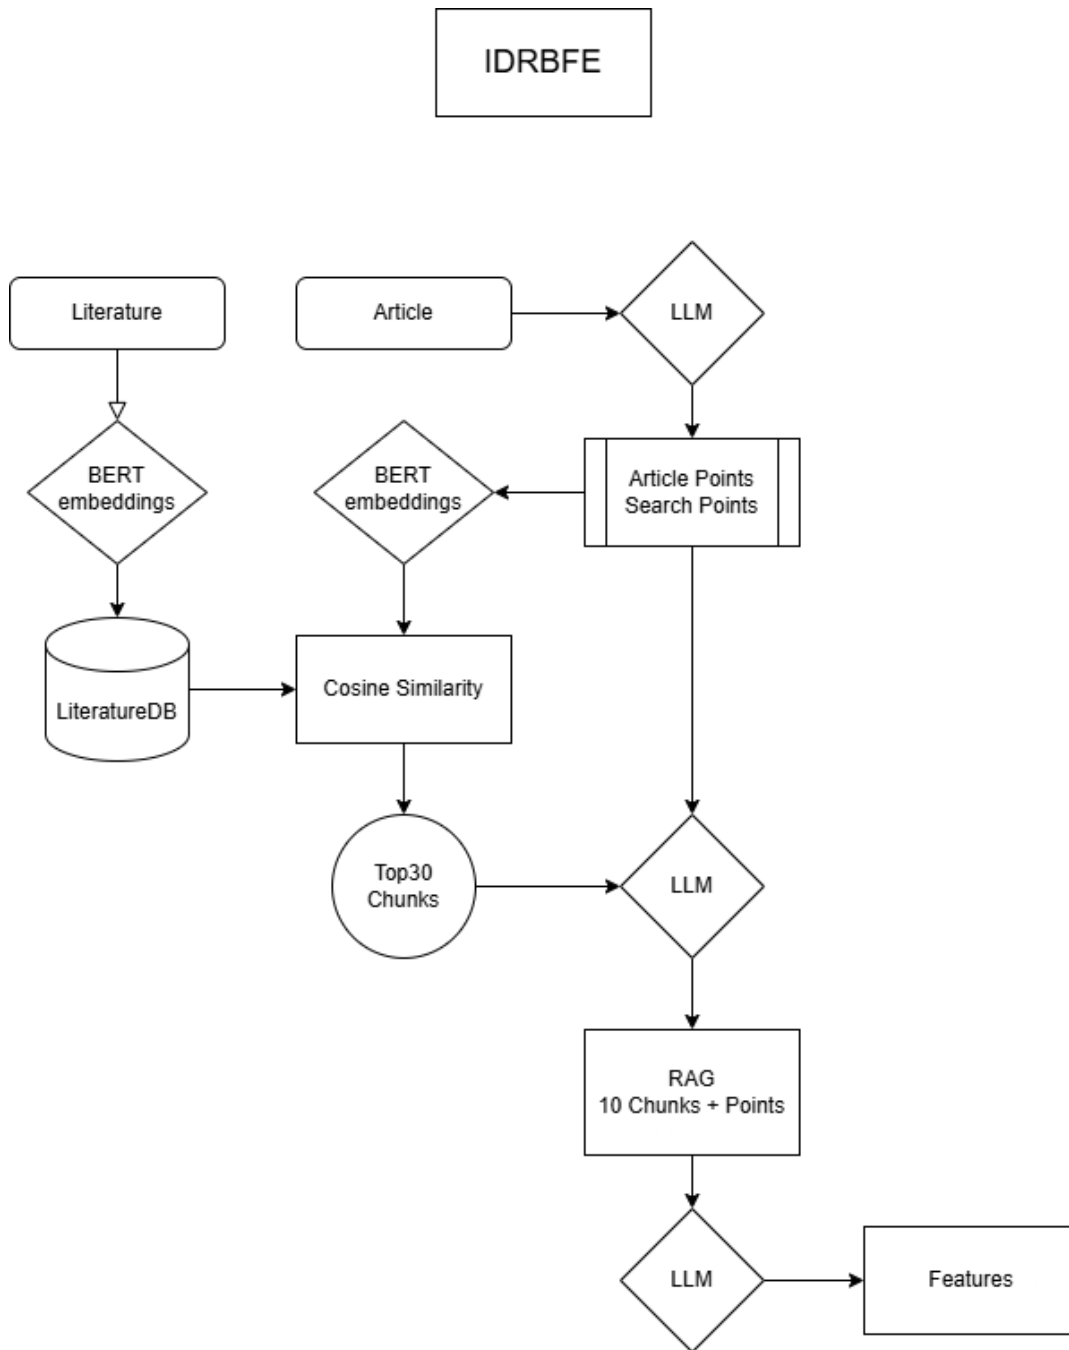 IDRBFE
Literature
Article
LLM
BERT
embeddings
BERT
embeddings
Article Points
Search Points
LiteratureDB
Cosine Similarity
Top30
Chunks
LLM
RAG
10 Chunks + Points
LLM
Features